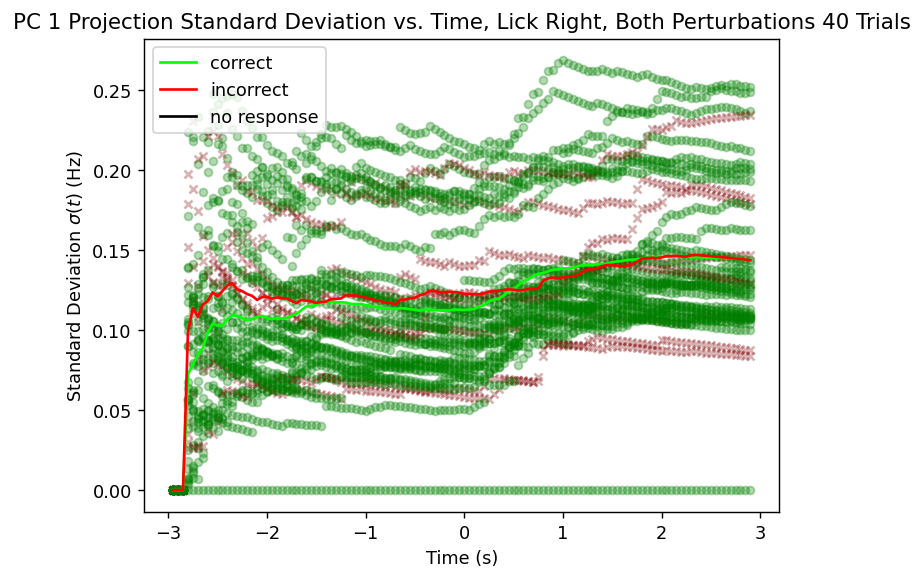 PC 1 Projection Standard Deviation vs. Time, Lick Right, Both Perturbations 40 Trials
correct
incorrect
no response
0.25
0.20
0.15
0.10
0.05
0.00
Standard Deviation σ(t) (Hz)
−3
−2
−1
0
1
2
3
Time (s)